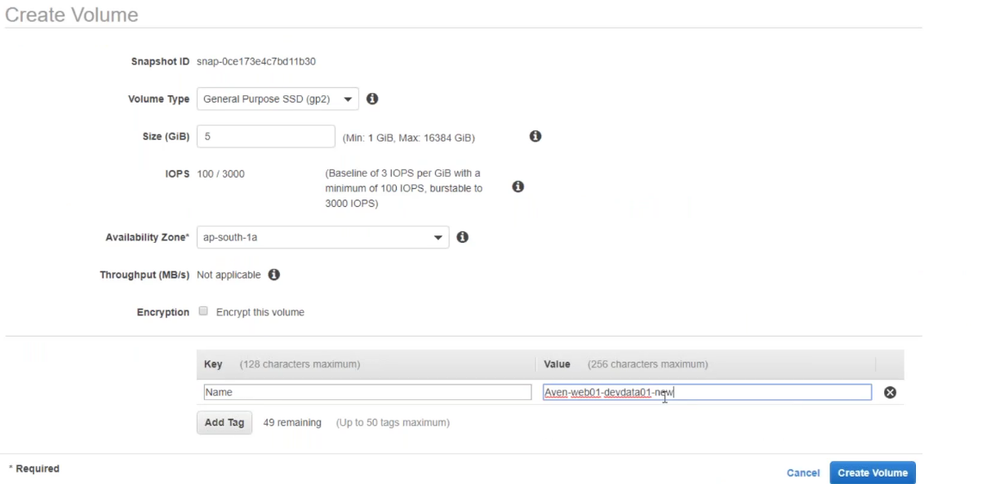 Create Volume
Snapshot ID snap-0ce173e4c7bd11b30
Volume Type General Purpose SSD (gp2)
Size (GiB) 5 (Min: 1 GiB, Max: 16384 GiB)
IOPS 100 / 3000 (Baseline of 3 IOPS per GiB with a
minimum of 100 IOPS, burstable to
3000 IOPS)
Availability Zone* ap-south-1a
Throughput (MB/s) Not applicable
Encryption Encrypt this volume
Key (128 characters maximum) Value (256 characters maximum)
Name Aven-web01-devdata01-new
Add Tag 49 remaining (Up to 50 tags maximum)
* Required Cancel Create Volume